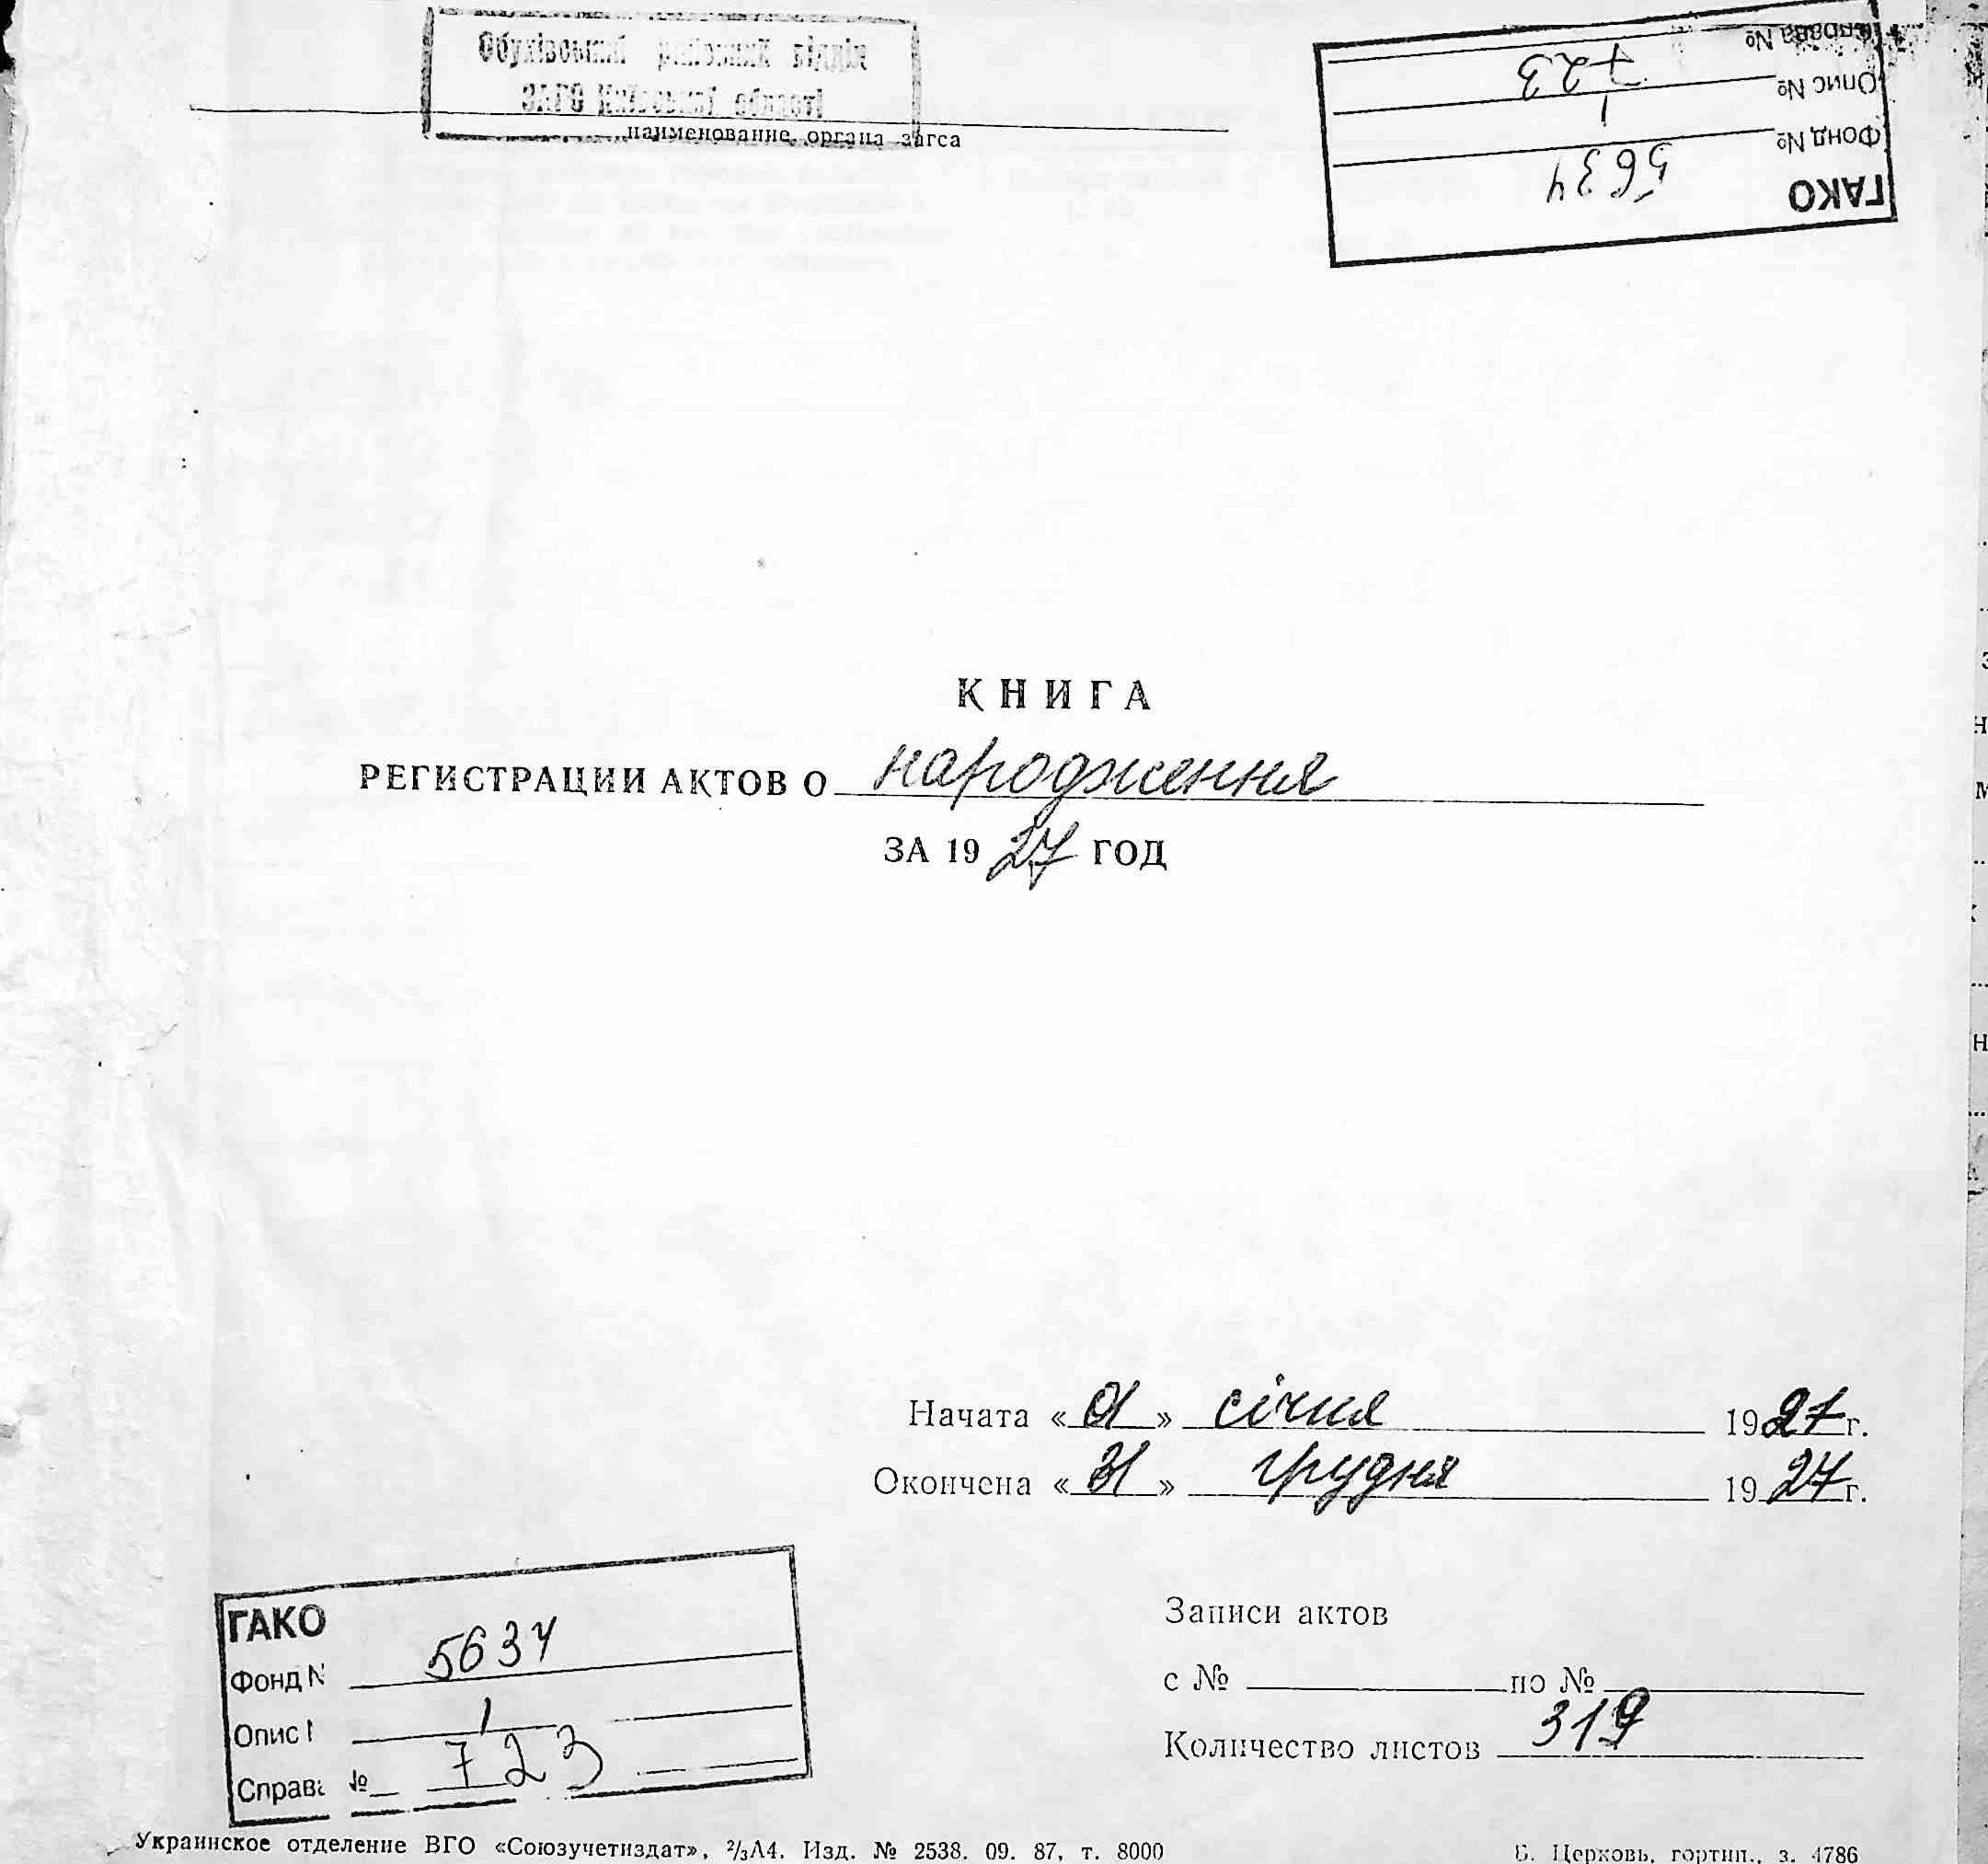 Обухівський районний відділ
ЗАГС Київської області
наименование органа загса
ГАКО
Фонд № 5634
Опис № 1
Справа № 723
КНИГА
РЕГИСТРАЦИИ АКТОВ О народження
ЗА 1927 ГОД
Начата «01» січня 1927 г.
Окончена «31» грудня 1927 г.
ГАКО
Фонд № 5634
Опис № 1
Справа № 723
Записи актов
с № по №
Количество листов 319
Украинское отделение ВГО «Союзучетиздат», 2/3А4. Изд. № 2538. 09. 87, т. 8000
Б. Церковь, гортип., з. 4786